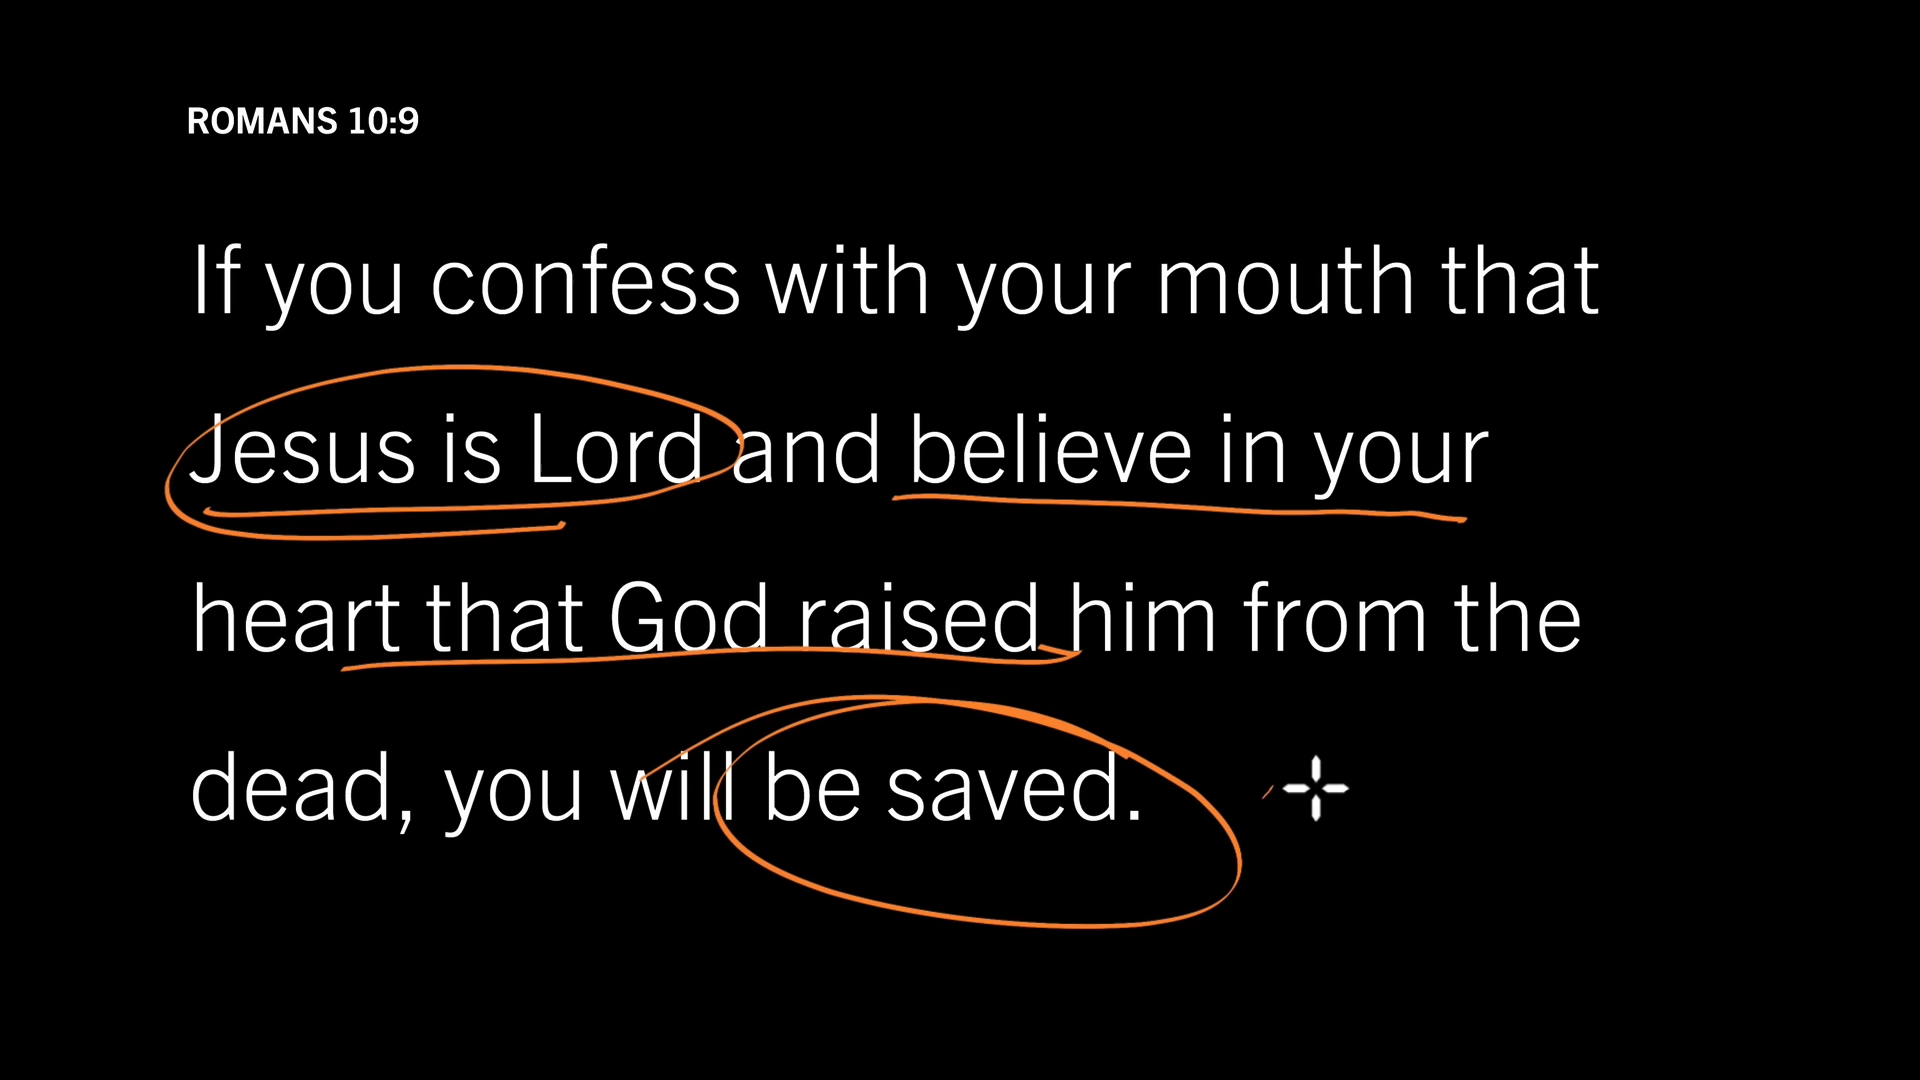 ROMANS 10:9
If you confess with your mouth that
Jesus is Lord and believe in your
heart that God raised him from the
dead, you will be saved.